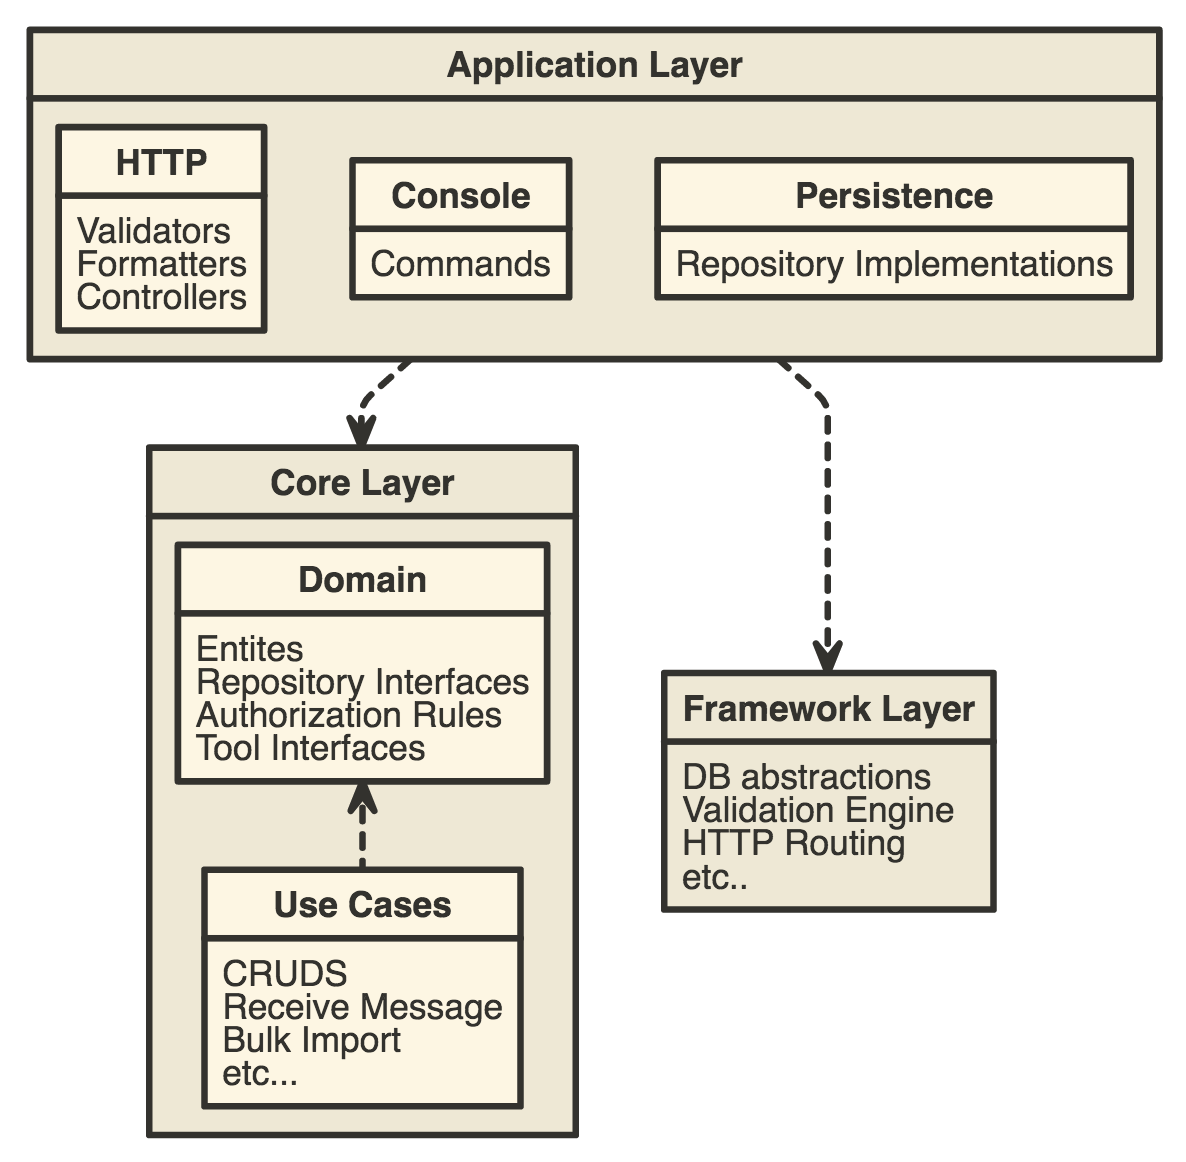 Application Layer
HTTP
Validators
Formatters
Controllers
Console
Commands
Persistence
Repository Implementations
Core Layer
Domain
Entites
Repository Interfaces
Authorization Rules
Tool Interfaces
Use Cases
CRUDS
Receive Message
Bulk Import
etc...
Framework Layer
DB abstractions
Validation Engine
HTTP Routing
etc..